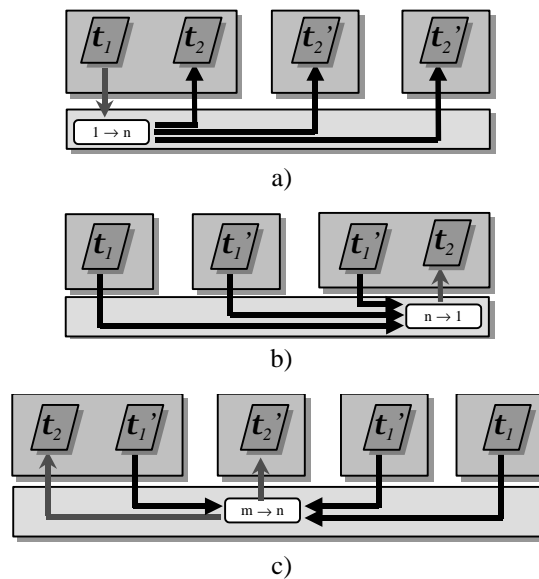 t1 t2 t2’ t2’
1 → n
a)
t1 t1’ t1’ t2
n → 1
b)
t2 t1’ t2’ t1’ t1
m → n
c)